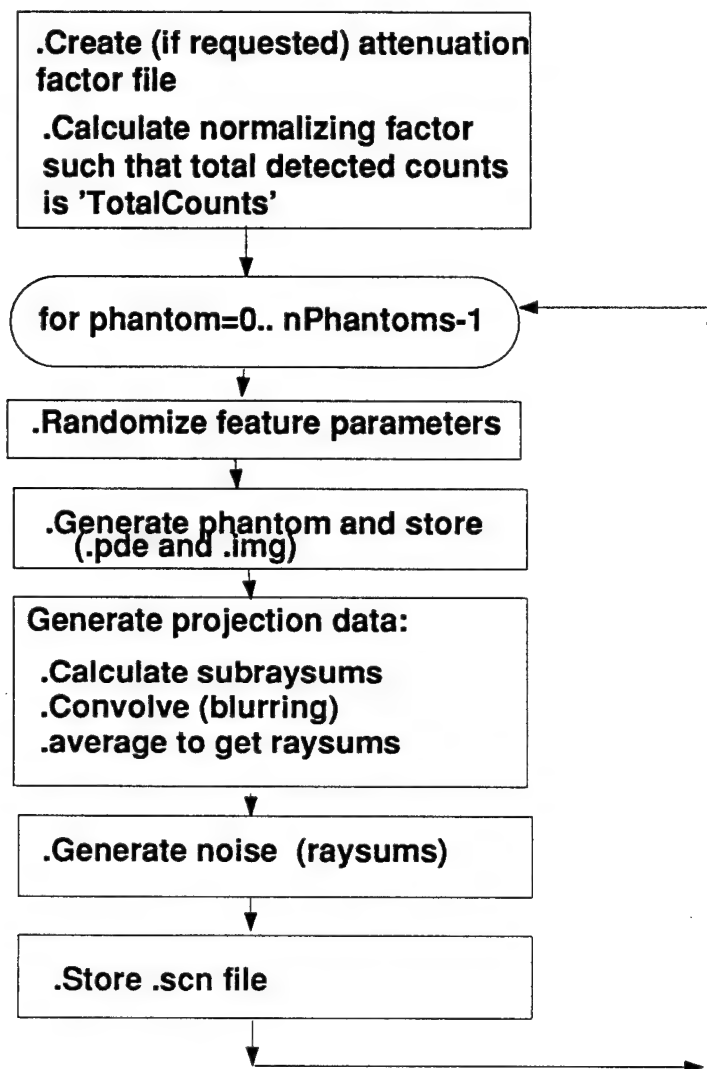 .Create (if requested) attenuation
factor file
.Calculate normalizing factor
such that total detected counts
is 'TotalCounts'
for phantom=0.. nPhantoms-1
.Randomize feature parameters
.Generate phantom and store
(.pde and .img)
Generate projection data:
.Calculate subraysums
.Convolve (blurring)
.average to get raysums
.Generate noise (raysums)
.Store .scn file